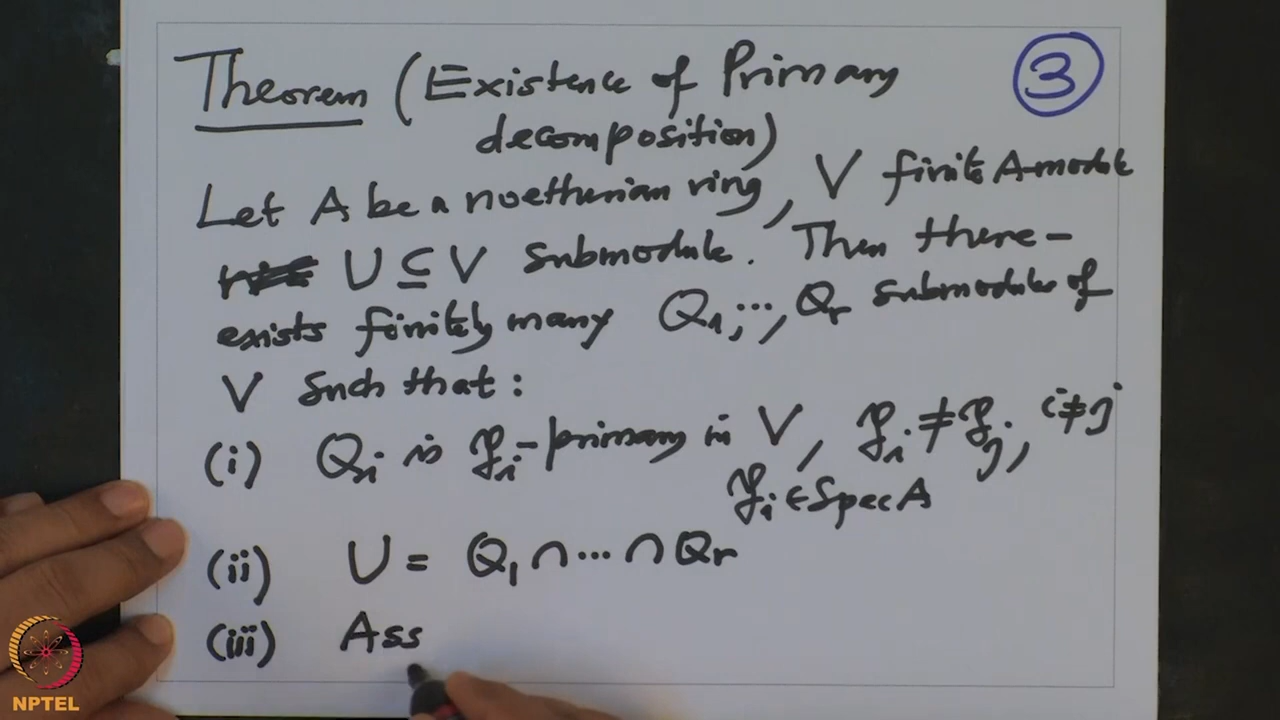 Theorem (Existence of Primary
decomposition)
3
Let A be a noetherian ring, V finite A-module
U ⊆ V submodule. Then there-
exists finitely many Q₁, ..., Qᵣ submodules of
V such that:
(i) Qᵢ is 𝔭ᵢ-primary in V, 𝔭ᵢ ≠ 𝔭ⱼ, i≠j
𝔭ᵢ ∈ Spec A
(ii) U = Q₁ ∩ ... ∩ Qᵣ
(iii) Ass
NPTEL